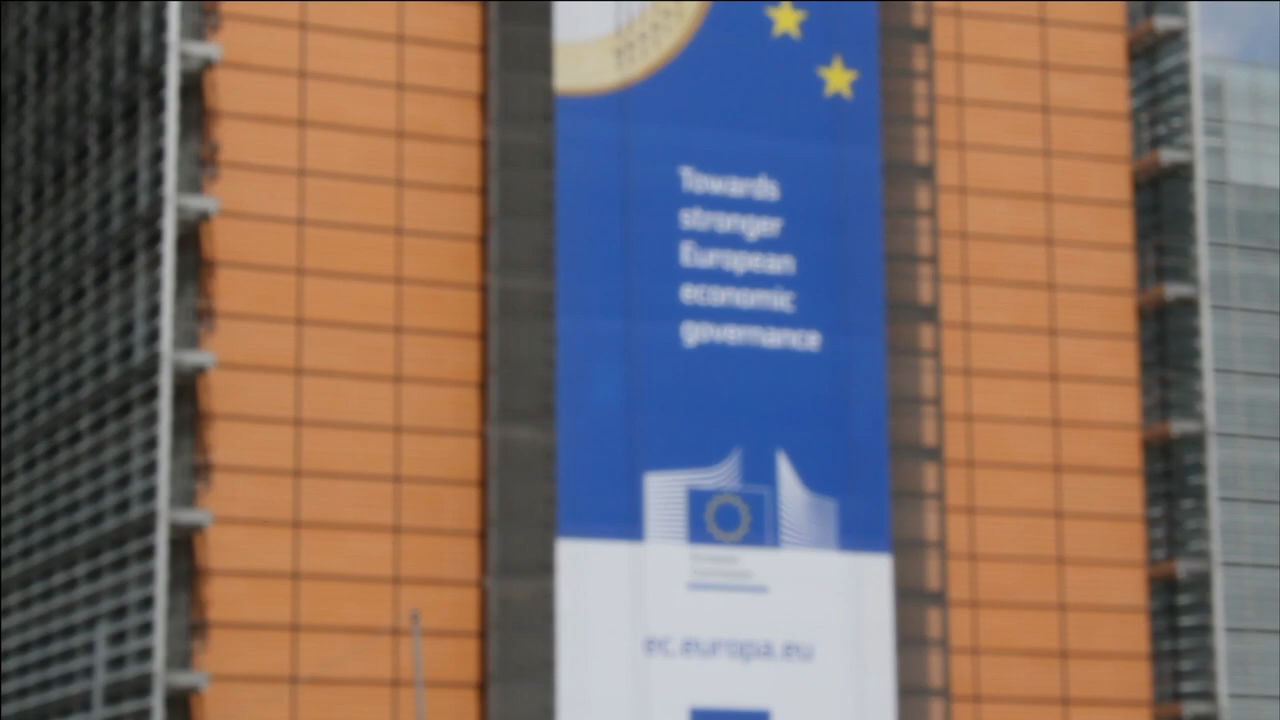 Towards
stronger
European
economic
governance
ec.europa.eu